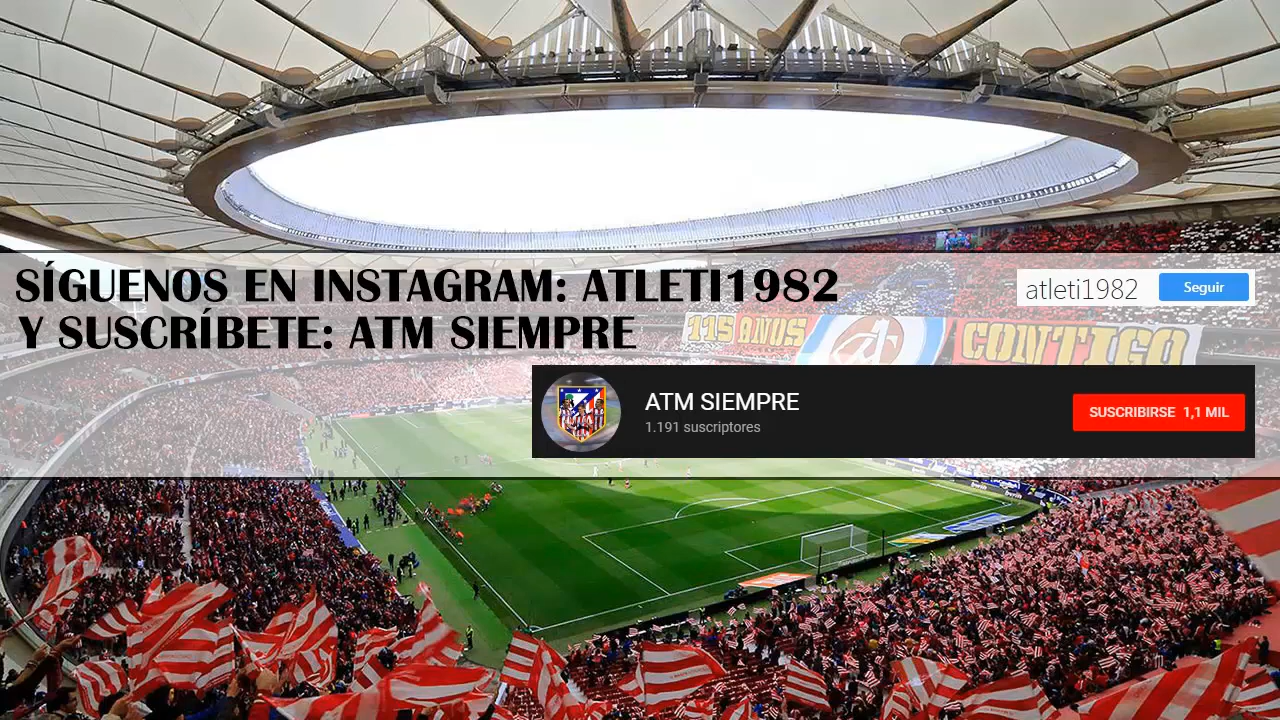 SÍGUENOS EN INSTAGRAM: ATLETI1982
atleti1982 Seguir
Y SUSCRÍBETE: ATM SIEMPRE
115 AÑOS CONTIGO
ATM SIEMPRE
1.191 suscriptores
SUSCRIBIRSE 1,1 MIL